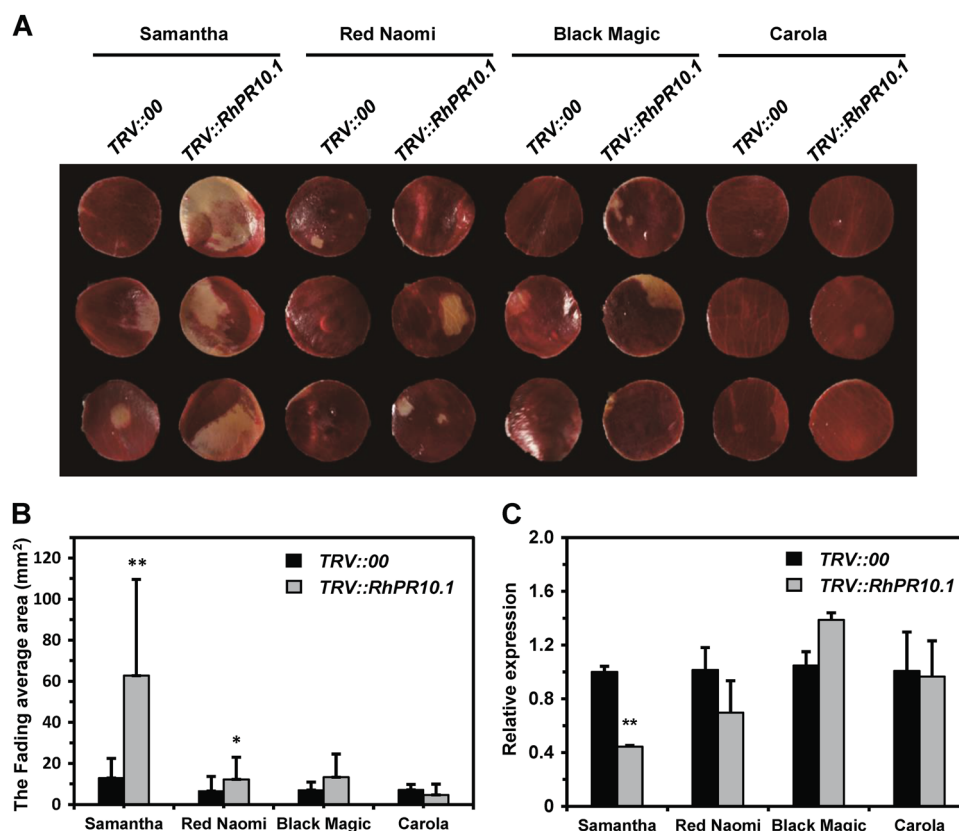 A
Samantha Red Naomi Black Magic Carola
TRV::00 TRV::RhPR10.1 TRV::00 TRV::RhPR10.1 TRV::00 TRV::RhPR10.1 TRV::00 TRV::RhPR10.1
B
The Fading average area (mm²)
120
100
80
60
40
20
0
**
*
TRV::00
TRV::RhPR10.1
Samantha Red Naomi Black Magic Carola
C
Relative expression
2.0
1.6
1.2
0.8
0.4
0
**
TRV::00
TRV::RhPR10.1
Samantha Red Naomi Black Magic Carola